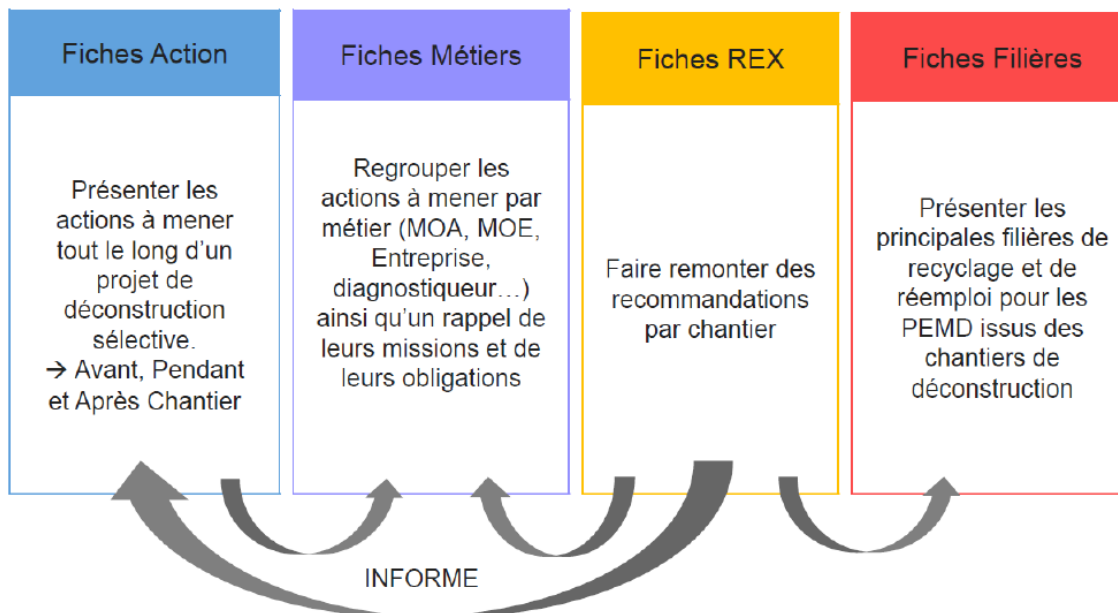 Fiches Action
Présenter les
actions à mener
tout le long d'un
projet de
déconstruction
sélective.
→ Avant, Pendant
et Après Chantier
Fiches Métiers
Regrouper les
actions à mener par
métier (MOA, MOE,
Entreprise,
diagnostiqueur…)
ainsi qu'un rappel de
leurs missions et de
leurs obligations
Fiches REX
Faire remonter des
recommandations
par chantier
Fiches Filières
Présenter les
principales filières de
recyclage et de
réemploi pour les
PEMD issus des
chantiers de
déconstruction
INFORME